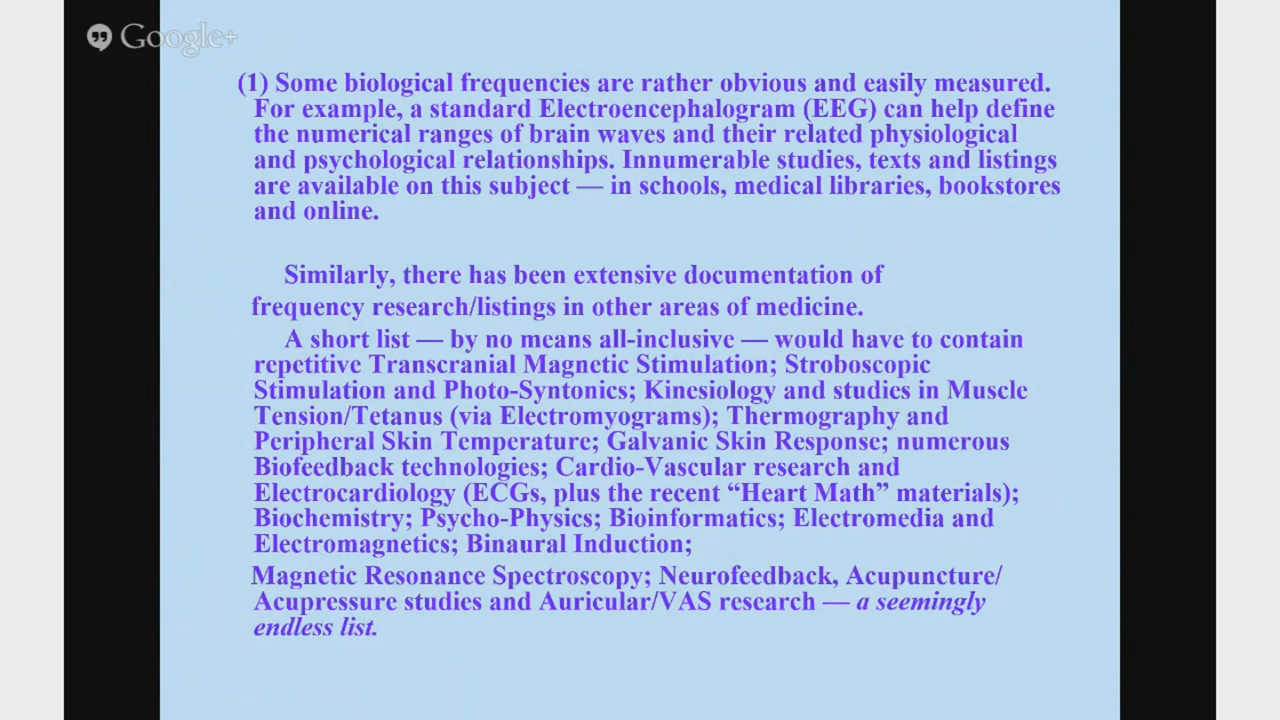 Google+
(1) Some biological frequencies are rather obvious and easily measured.
For example, a standard Electroencephalogram (EEG) can help define
the numerical ranges of brain waves and their related physiological
and psychological relationships. Innumerable studies, texts and listings
are available on this subject — in schools, medical libraries, bookstores
and online.
Similarly, there has been extensive documentation of
frequency research/listings in other areas of medicine.
A short list — by no means all-inclusive — would have to contain
repetitive Transcranial Magnetic Stimulation; Stroboscopic
Stimulation and Photo-Syntonics; Kinesiology and studies in Muscle
Tension/Tetanus (via Electromyograms); Thermography and
Peripheral Skin Temperature; Galvanic Skin Response; numerous
Biofeedback technologies; Cardio-Vascular research and
Electrocardiology (ECGs, plus the recent “Heart Math” materials);
Biochemistry; Psycho-Physics; Bioinformatics; Electromedia and
Electromagnetics; Binaural Induction;
Magnetic Resonance Spectroscopy; Neurofeedback, Acupuncture/
Acupressure studies and Auricular/VAS research — a seemingly
endless list.